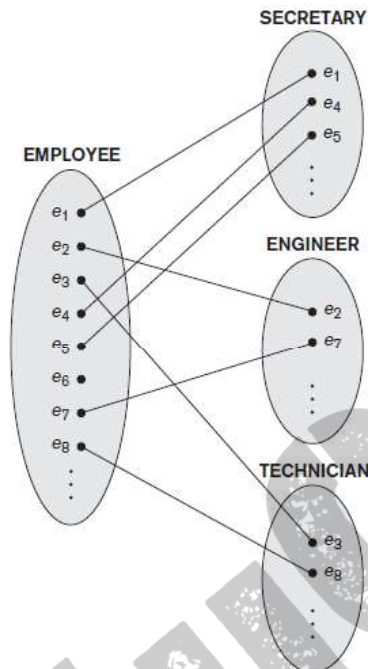 SECRETARY
e1
e4
e5
EMPLOYEE
e1
e2
e3
e4
e5
e6
e7
e8
ENGINEER
e2
e7
TECHNICIAN
e3
e8